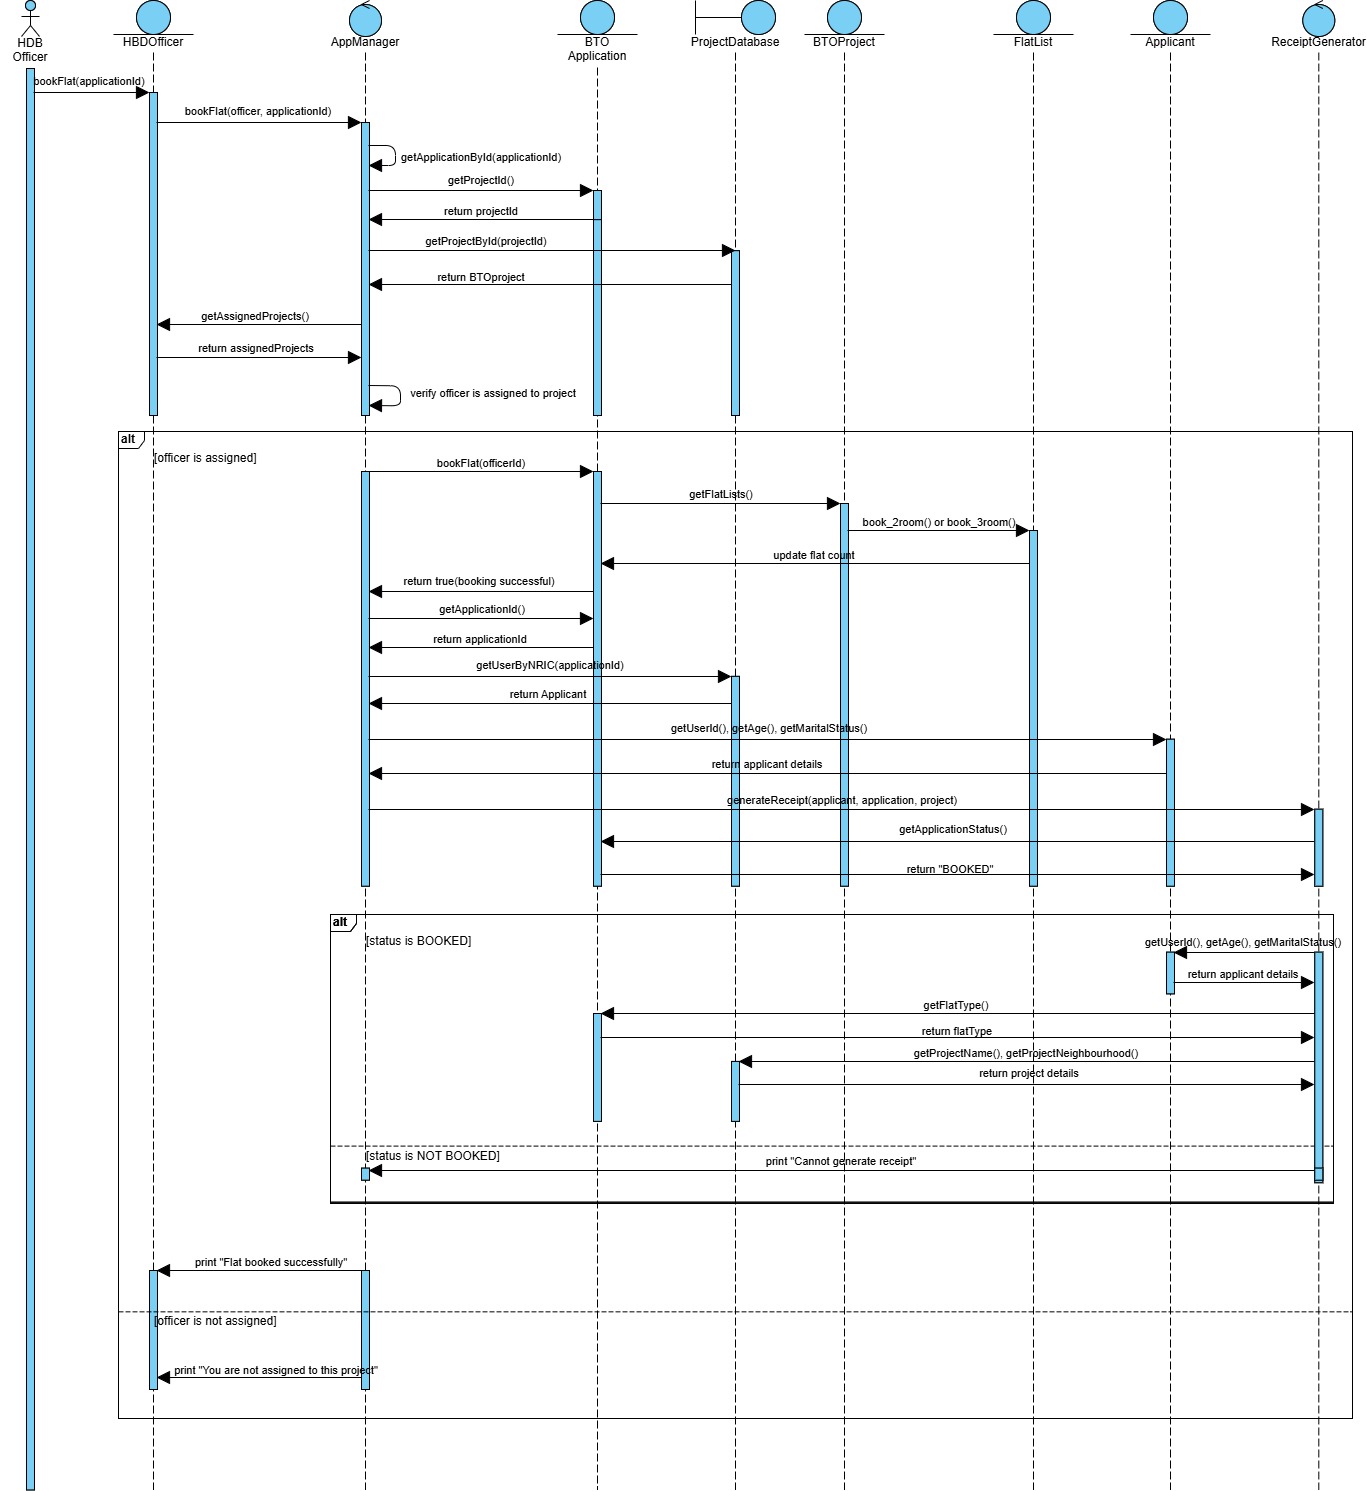 HDB
Officer
HBDOfficer
AppManager
BTO
Application
ProjectDatabase
BTOProject
FlatList
Applicant
ReceiptGenerator
bookFlat(applicationId)
bookFlat(officer, applicationId)
getApplicationById(applicationId)
getProjectId()
return projectId
getProjectById(projectId)
return BTOproject
getAssignedProjects()
return assignedProjects
verify officer is assigned to project
alt
[officer is assigned]
bookFlat(officerId)
getFlatLists()
book_2room() or book_3room()
update flat count
return true(booking successful)
getApplicationId()
return applicationId
getUserByNRIC(applicationId)
return Applicant
getUserId(), getAge(), getMaritalStatus()
return applicant details
generateReceipt(applicant, application, project)
getApplicationStatus()
return "BOOKED"
alt
[status is BOOKED]
getUserId(), getAge(), getMaritalStatus()
return applicant details
getFlatType()
return flatType
getProjectName(), getProjectNeighbourhood()
return project details
[status is NOT BOOKED]
print "Cannot generate receipt"
print "Flat booked successfully"
[officer is not assigned]
print "You are not assigned to this project"